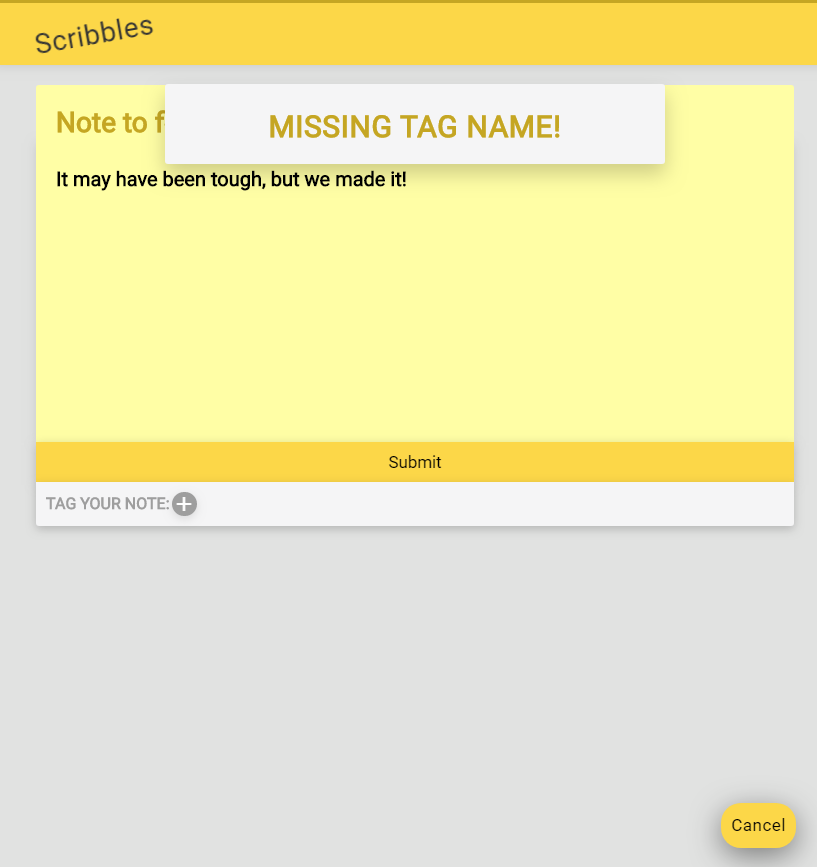 Scribbles
Note to
MISSING TAG NAME!
It may have been tough, but we made it!
Submit
TAG YOUR NOTE:
Cancel